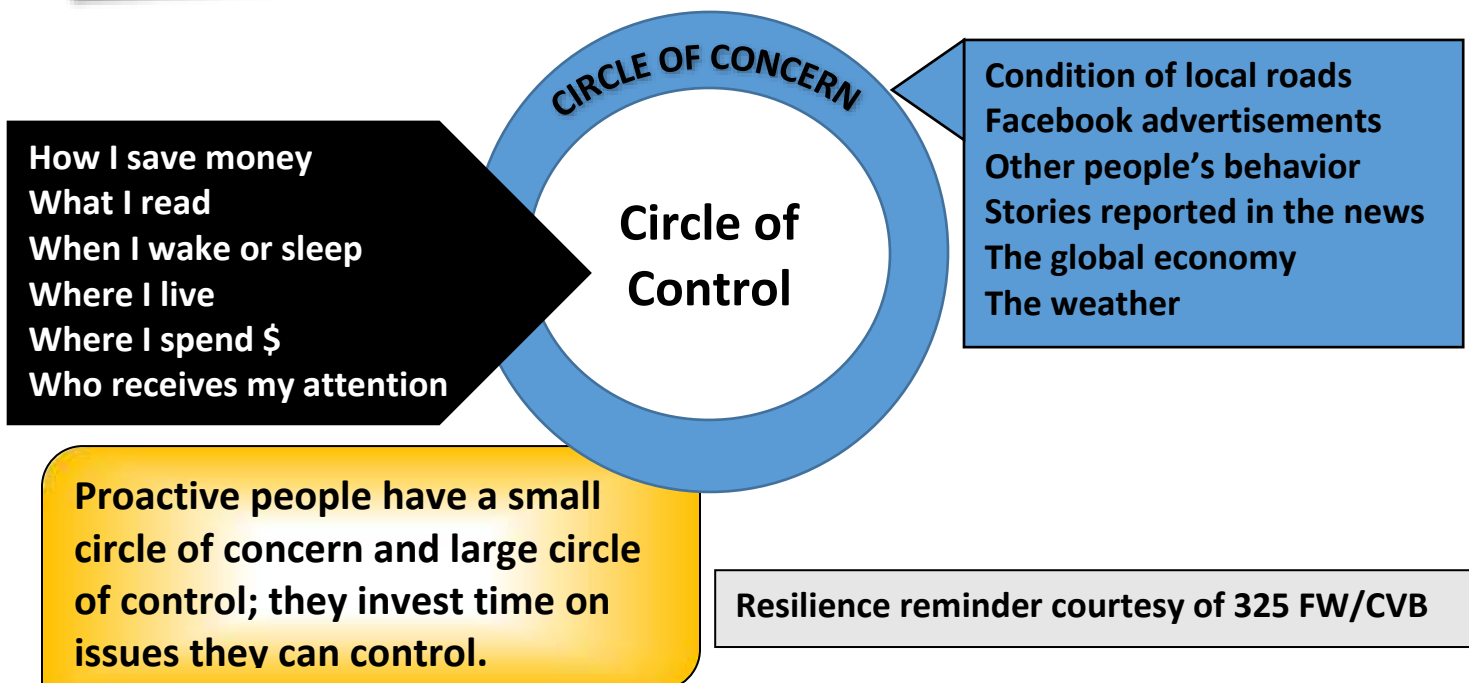 CIRCLE OF CONCERN
How I save money
What I read
When I wake or sleep
Where I live
Where I spend $
Who receives my attention
Circle of
Control
Condition of local roads
Facebook advertisements
Other people’s behavior
Stories reported in the news
The global economy
The weather
Proactive people have a small
circle of concern and large circle
of control; they invest time on
issues they can control.
Resilience reminder courtesy of 325 FW/CVB